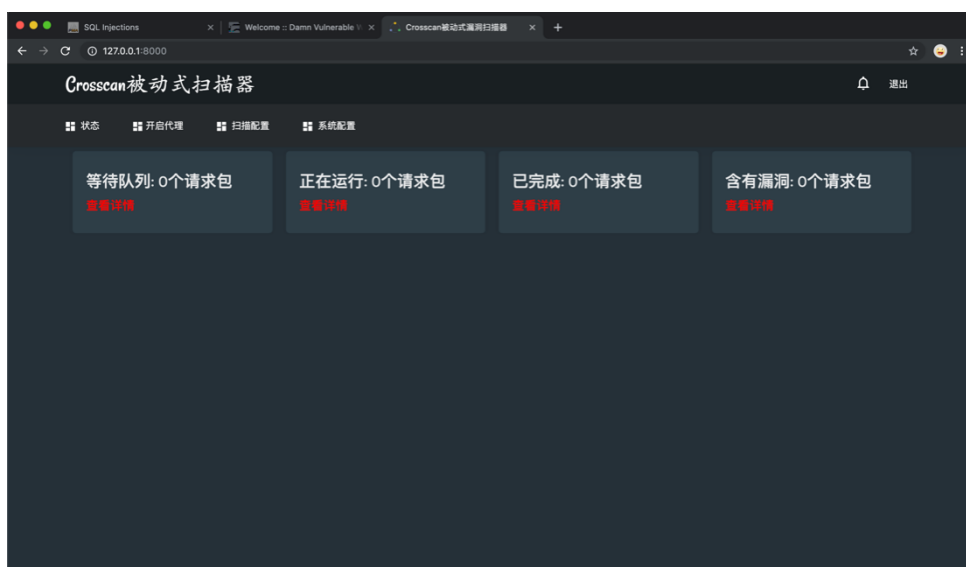 SQL Injections
Welcome :: Damn Vulnerable
Crosscan被动式漏洞扫描器
127.0.0.1:8000
Crosscan被动式扫描器
退出
状态 开启代理 扫描配置 系统配置
等待队列: 0个请求包 正在运行: 0个请求包 已完成: 0个请求包 含有漏洞: 0个请求包
查看详情 查看详情 查看详情 查看详情